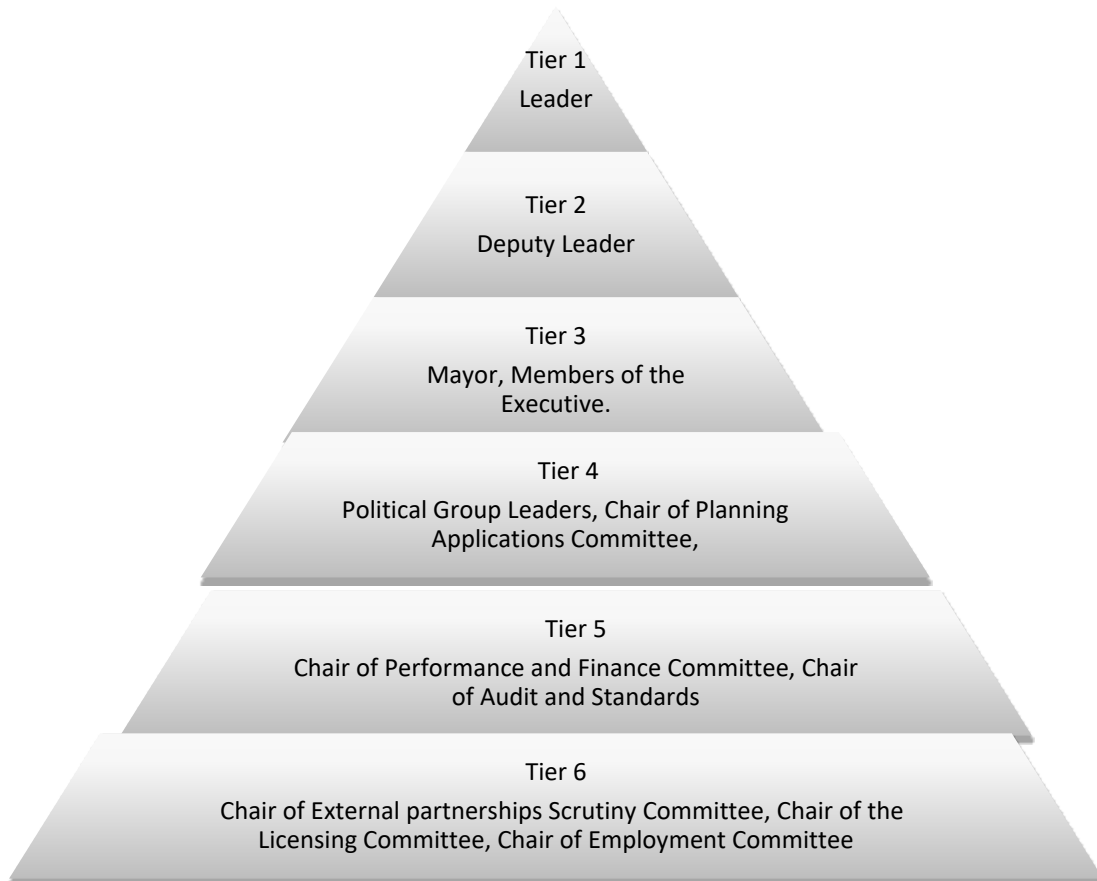 Tier 1
Leader
Tier 2
Deputy Leader
Tier 3
Mayor, Members of the
Executive.
Tier 4
Political Group Leaders, Chair of Planning
Applications Committee,
Tier 5
Chair of Performance and Finance Committee, Chair
of Audit and Standards
Tier 6
Chair of External partnerships Scrutiny Committee, Chair of the
Licensing Committee, Chair of Employment Committee